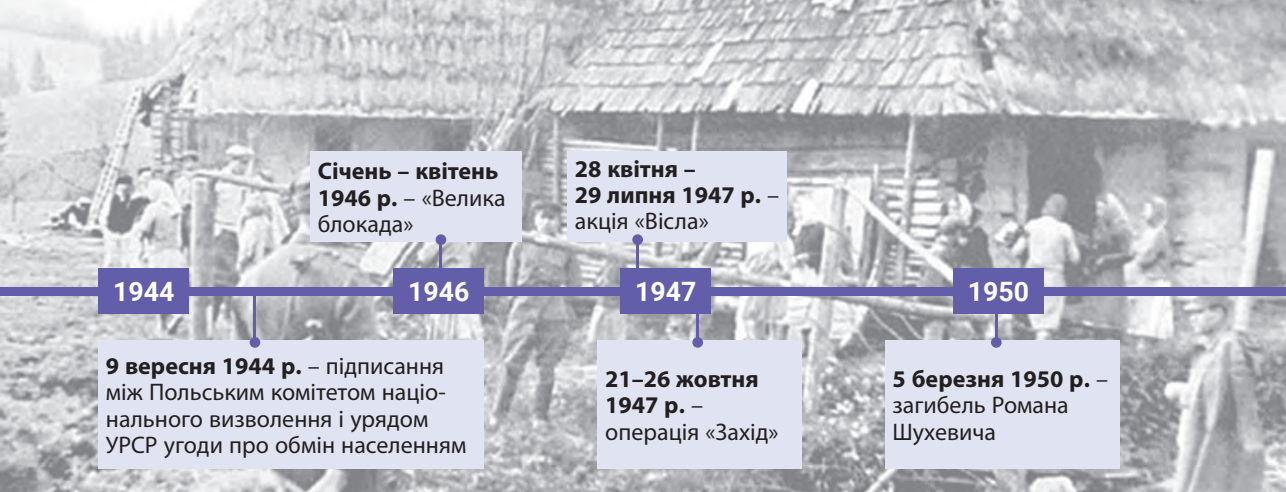 Січень – квітень
1946 р. – «Велика
блокада»
28 квітня –
29 липня 1947 р. –
акція «Вісла»
1944
1946
1947
1950
9 вересня 1944 р. – підписання
між Польським комітетом націо-
нального визволення і урядом
УРСР угоди про обмін населенням
21–26 жовтня
1947 р. –
операція «Захід»
5 березня 1950 р. –
загибель Романа
Шухевича